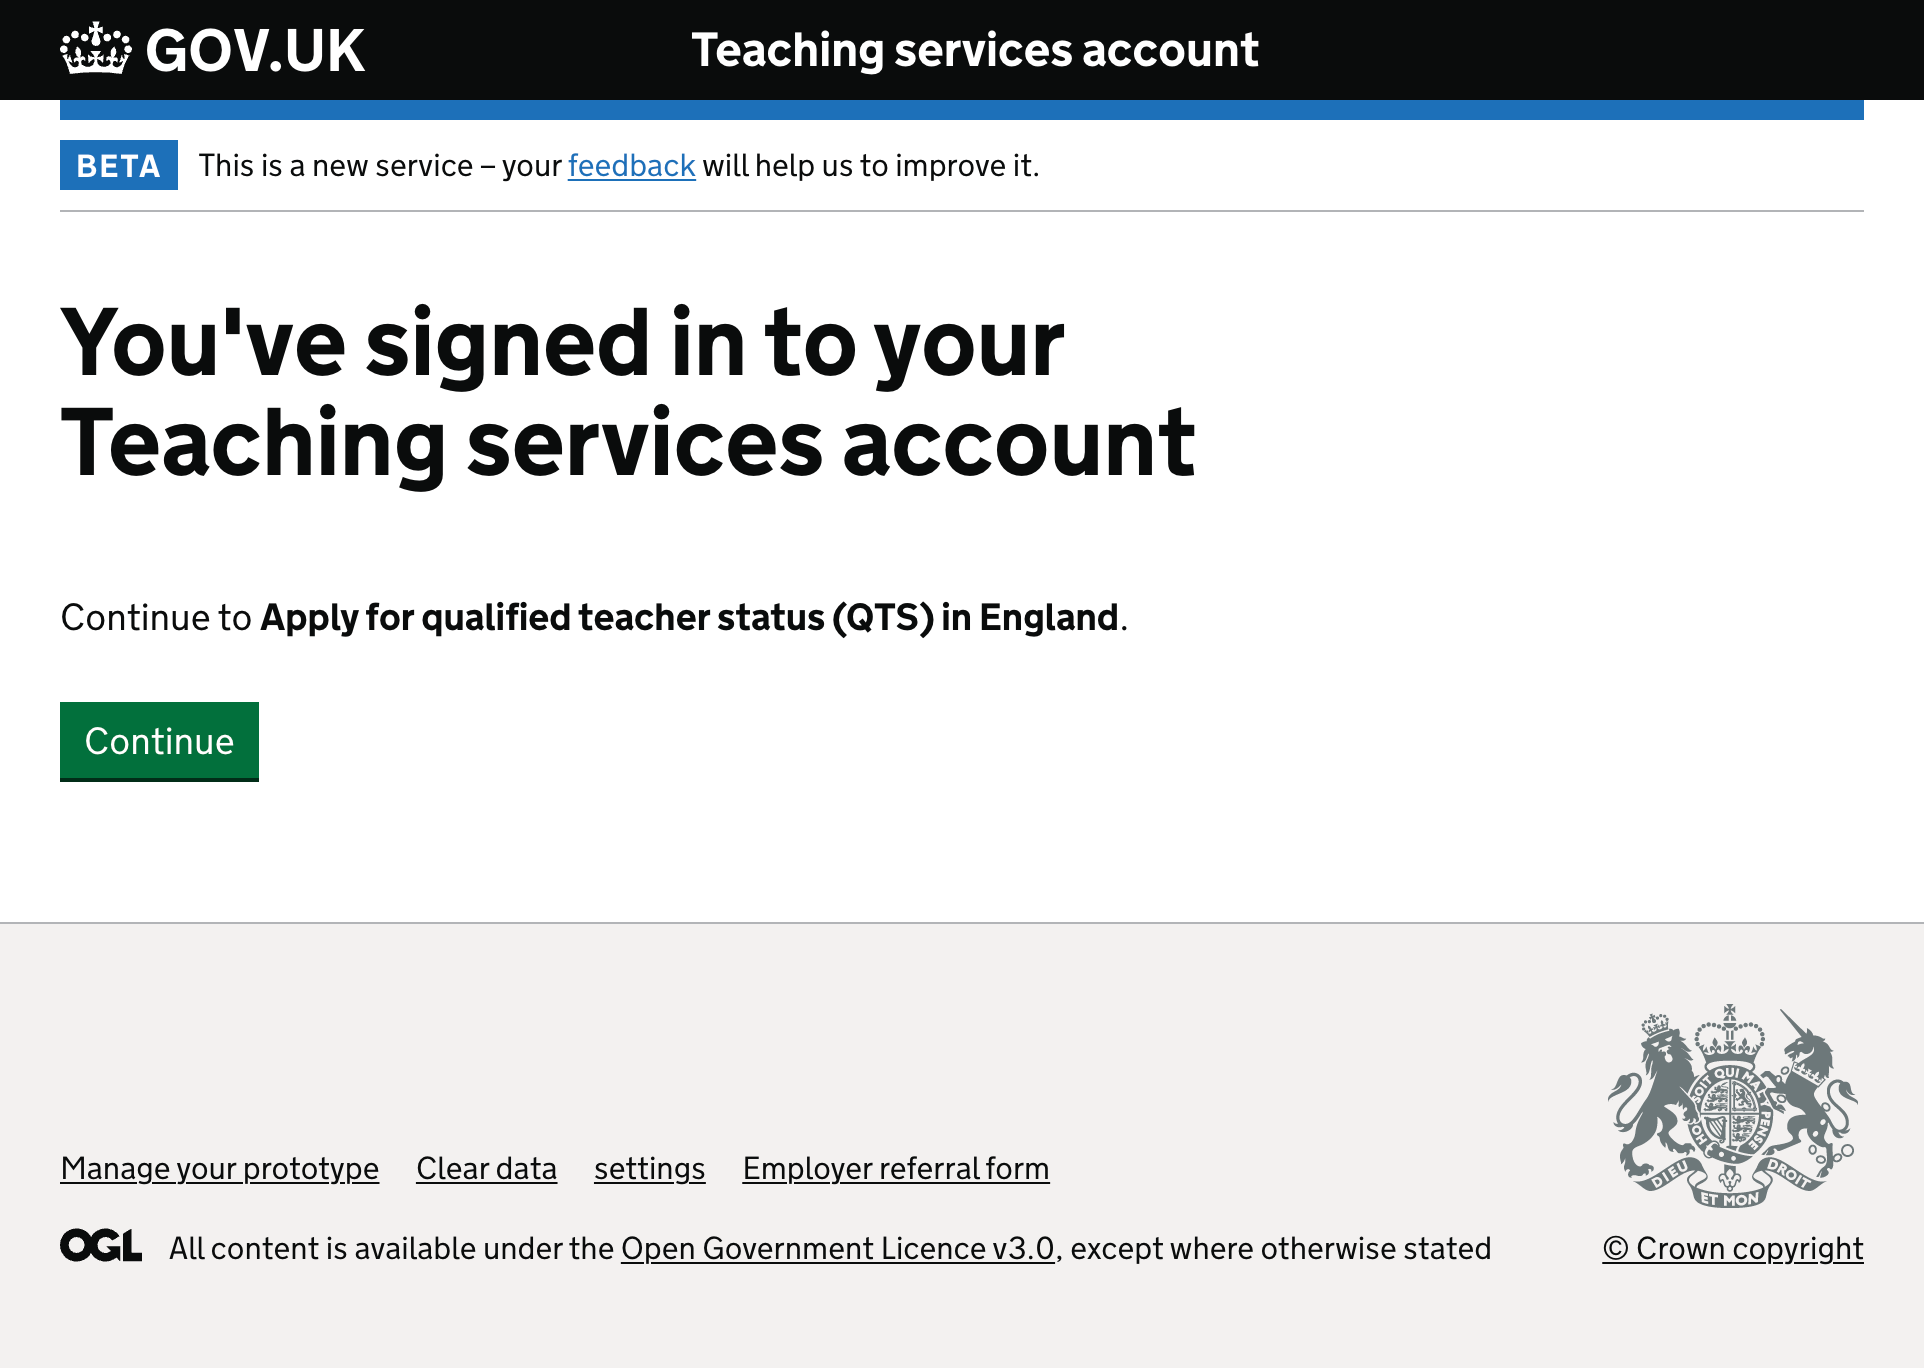 GOV.UK
Teaching services account
BETA This is a new service – your feedback will help us to improve it.
You've signed in to your
Teaching services account
Continue to Apply for qualified teacher status (QTS) in England.
Continue
SOIT QUI MAL Y PENSE
HON
DIEU ET MON DROIT
Manage your prototype Clear data settings Employer referral form
OGL All content is available under the Open Government Licence v3.0, except where otherwise stated
© Crown copyright